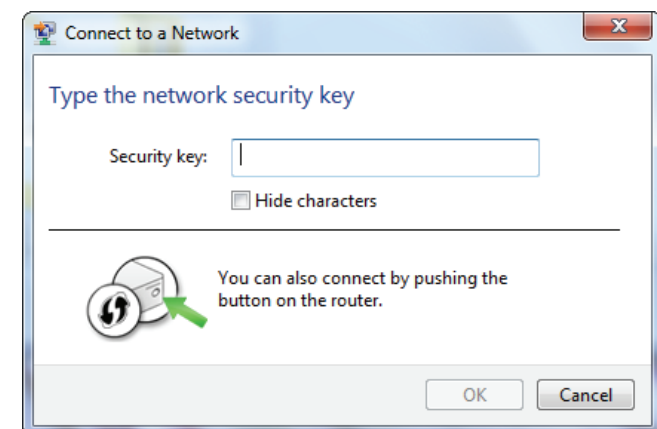 Connect to a Network
Type the network security key
Security key:
Hide characters
You can also connect by pushing the
button on the router.
OK Cancel